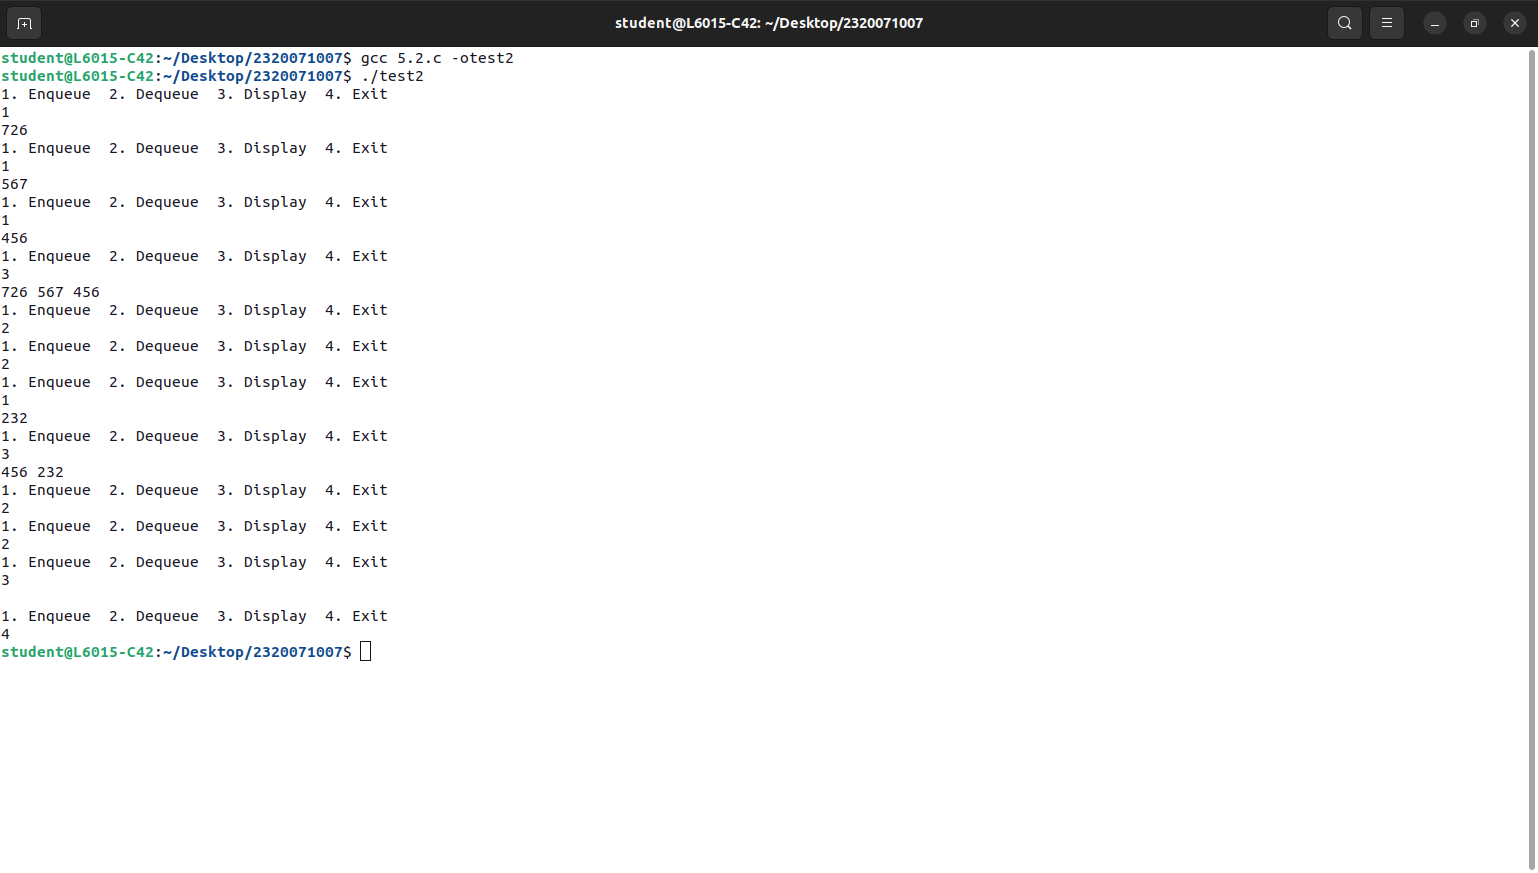 student@L6015-C42: ~/Desktop/2320071007
student@L6015-C42:~/Desktop/2320071007$ gcc 5.2.c -otest2
student@L6015-C42:~/Desktop/2320071007$ ./test2
1. Enqueue  2. Dequeue  3. Display  4. Exit
1
726
1. Enqueue  2. Dequeue  3. Display  4. Exit
1
567
1. Enqueue  2. Dequeue  3. Display  4. Exit
1
456
1. Enqueue  2. Dequeue  3. Display  4. Exit
3
726 567 456
1. Enqueue  2. Dequeue  3. Display  4. Exit
2
1. Enqueue  2. Dequeue  3. Display  4. Exit
2
1. Enqueue  2. Dequeue  3. Display  4. Exit
1
232
1. Enqueue  2. Dequeue  3. Display  4. Exit
3
456 232
1. Enqueue  2. Dequeue  3. Display  4. Exit
2
1. Enqueue  2. Dequeue  3. Display  4. Exit
2
1. Enqueue  2. Dequeue  3. Display  4. Exit
3

1. Enqueue  2. Dequeue  3. Display  4. Exit
4
student@L6015-C42:~/Desktop/2320071007$